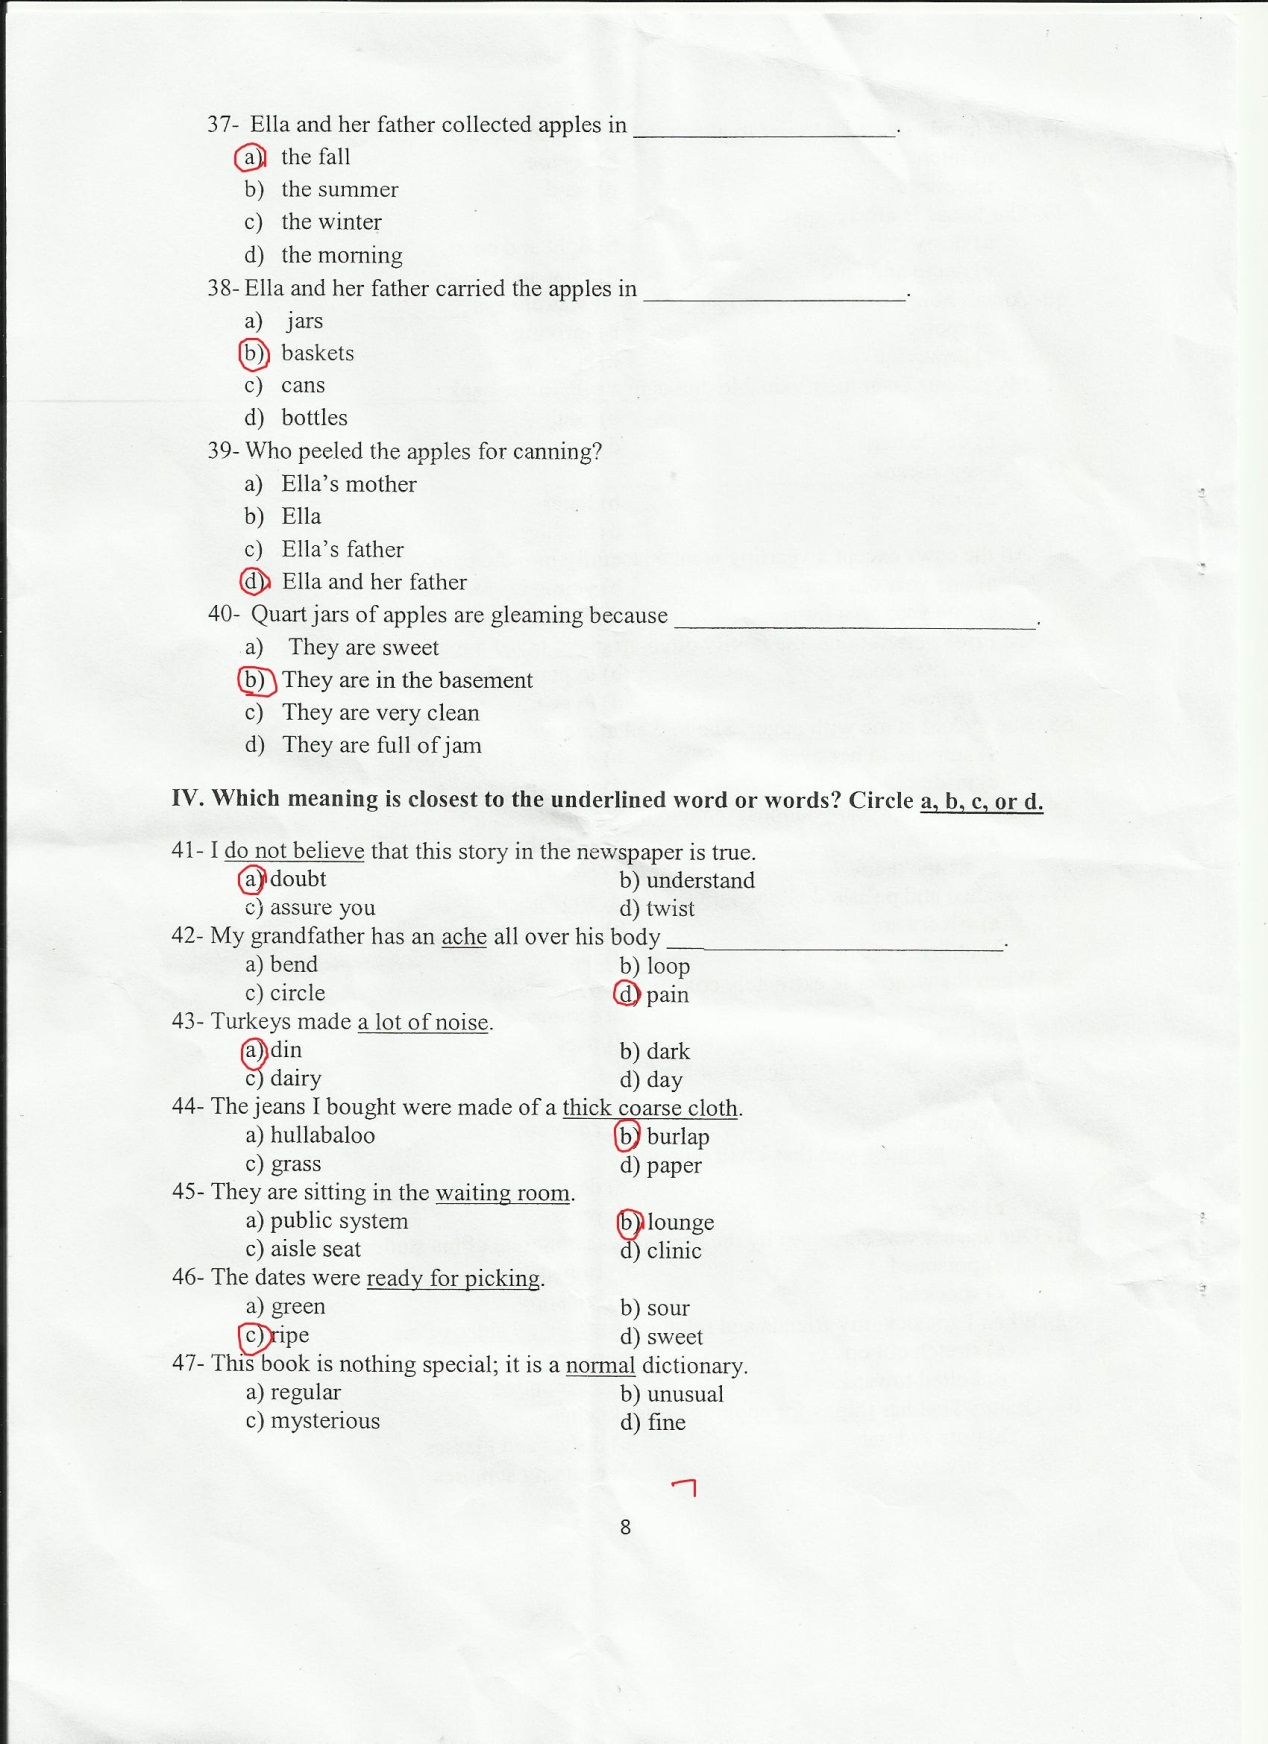 37- Ella and her father collected apples in ______________________.
a) the fall
b) the summer
c) the winter
d) the morning
38- Ella and her father carried the apples in ______________________.
a) jars
b) baskets
c) cans
d) bottles
39- Who peeled the apples for canning?
a) Ella’s mother
b) Ella
c) Ella’s father
d) Ella and her father
40- Quart jars of apples are gleaming because ______________________________.
a) They are sweet
b) They are in the basement
c) They are very clean
d) They are full of jam
IV. Which meaning is closest to the underlined word or words? Circle a, b, c, or d.
41- I do not believe that this story in the newspaper is true.
a) doubt b) understand
c) assure you d) twist
42- My grandfather has an ache all over his body ____________________________.
a) bend b) loop
c) circle d) pain
43- Turkeys made a lot of noise.
a) din b) dark
c) dairy d) day
44- The jeans I bought were made of a thick coarse cloth.
a) hullabaloo b) burlap
c) grass d) paper
45- They are sitting in the waiting room.
a) public system b) lounge
c) aisle seat d) clinic
46- The dates were ready for picking.
a) green b) sour
c) ripe d) sweet
47- This book is nothing special; it is a normal dictionary.
a) regular b) unusual
c) mysterious d) fine
8